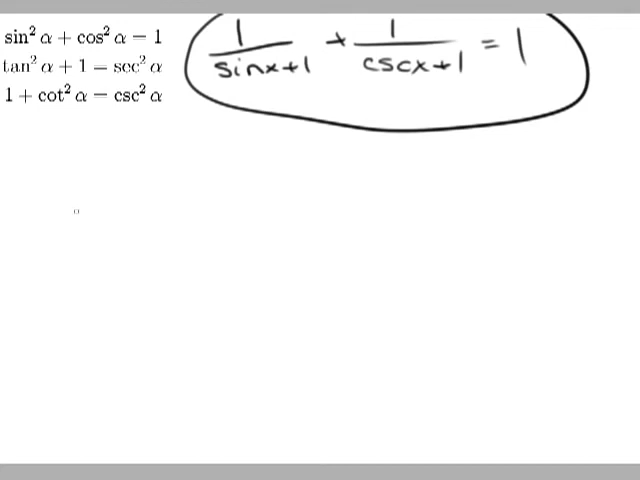 sin² α + cos² α = 1
tan² α + 1 = sec² α
1 + cot² α = csc² α
1/(sinx+1) + 1/(cscx+1) = 1